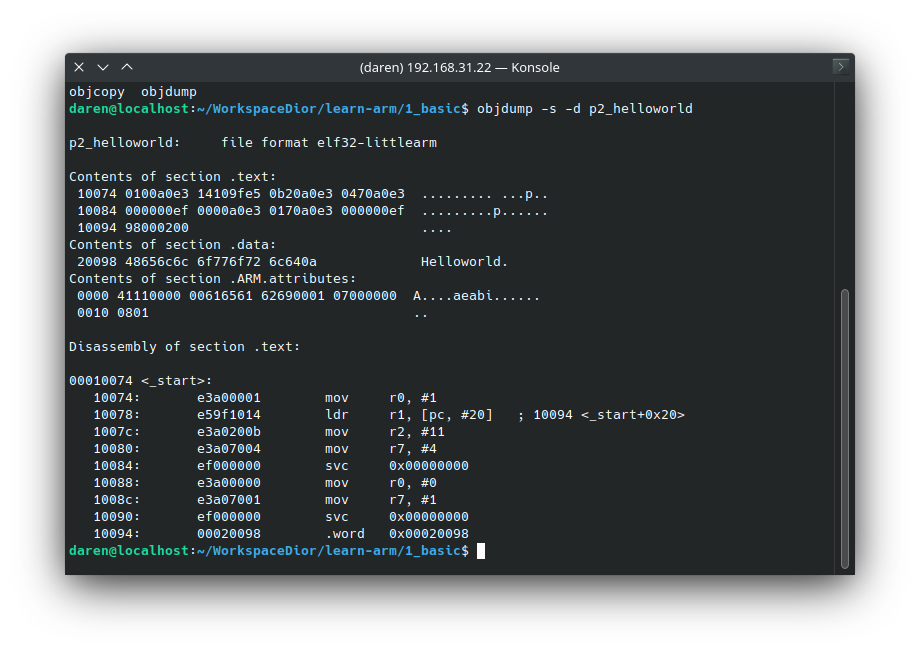 (daren) 192.168.31.22 — Konsole
objcopy  objdump
daren@localhost:~/WorkspaceDior/learn-arm/1_basic$ objdump -s -d p2_helloworld
p2_helloworld:     file format elf32-littlearm
Contents of section .text:
 10074 0100a0e3 14109fe5 0b20a0e3 0470a0e3  ......... ...p..
 10084 000000ef 0000a0e3 0170a0e3 000000ef  .........p......
 10094 98000200                             ....
Contents of section .data:
 20098 48656c6c 6f776f72 6c640a             Helloworld.
Contents of section .ARM.attributes:
 0000 41110000 00616561 62690001 07000000  A....aeabi......
 0010 0801                                 ..
Disassembly of section .text:
00010074 <_start>:
   10074:	e3a00001 	mov	r0, #1
   10078:	e59f1014 	ldr	r1, [pc, #20]	; 10094 <_start+0x20>
   1007c:	e3a0200b 	mov	r2, #11
   10080:	e3a07004 	mov	r7, #4
   10084:	ef000000 	svc	0x00000000
   10088:	e3a00000 	mov	r0, #0
   1008c:	e3a07001 	mov	r7, #1
   10090:	ef000000 	svc	0x00000000
   10094:	00020098 	.word	0x00020098
daren@localhost:~/WorkspaceDior/learn-arm/1_basic$